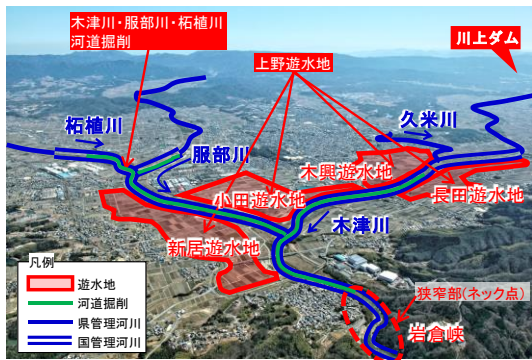 木津川・服部川・柘植川
河道掘削
川上ダム
上野遊水地
柘植川
久米川
服部川
木興遊水地
小田遊水地
長田遊水地
木津川
新居遊水地
凡例
遊水地
河道掘削
県管理河川
国管理河川
狭窄部(ネック点)
岩倉峡